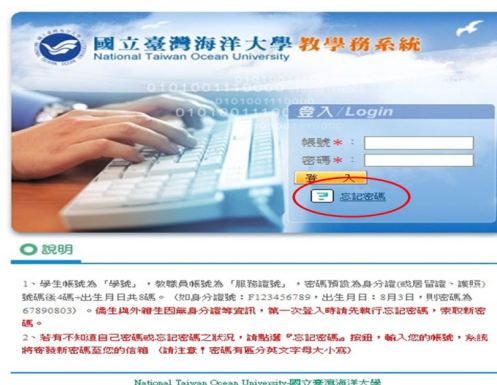 國立臺灣海洋大學 教學務系統
National Taiwan Ocean University
010100111
0101001110000
010100111000
登入/Login
帳號*：
密碼*：
登 入
? 忘記密碼
說明
1、學生帳號為「學號」，教職員帳號為「服務證號」，密碼預設為身分證(或居留證、護照)
號碼後4碼+出生月日共8碼。（如身分證號：F123456789，出生月日：8月3日，則密碼為
67890803）。僑生與外籍生因無身分證等資訊，第一次登入時請先執行忘記密碼，索取新密
碼。
2、若有不知道自己密碼或忘記密碼之狀況，請點選『忘記密碼』按鈕，輸入您的帳號，系統
將寄發新密碼至您的信箱 （請注意！密碼有區分英文字母大小寫）
National Taiwan Ocean University-國立臺灣海洋大學